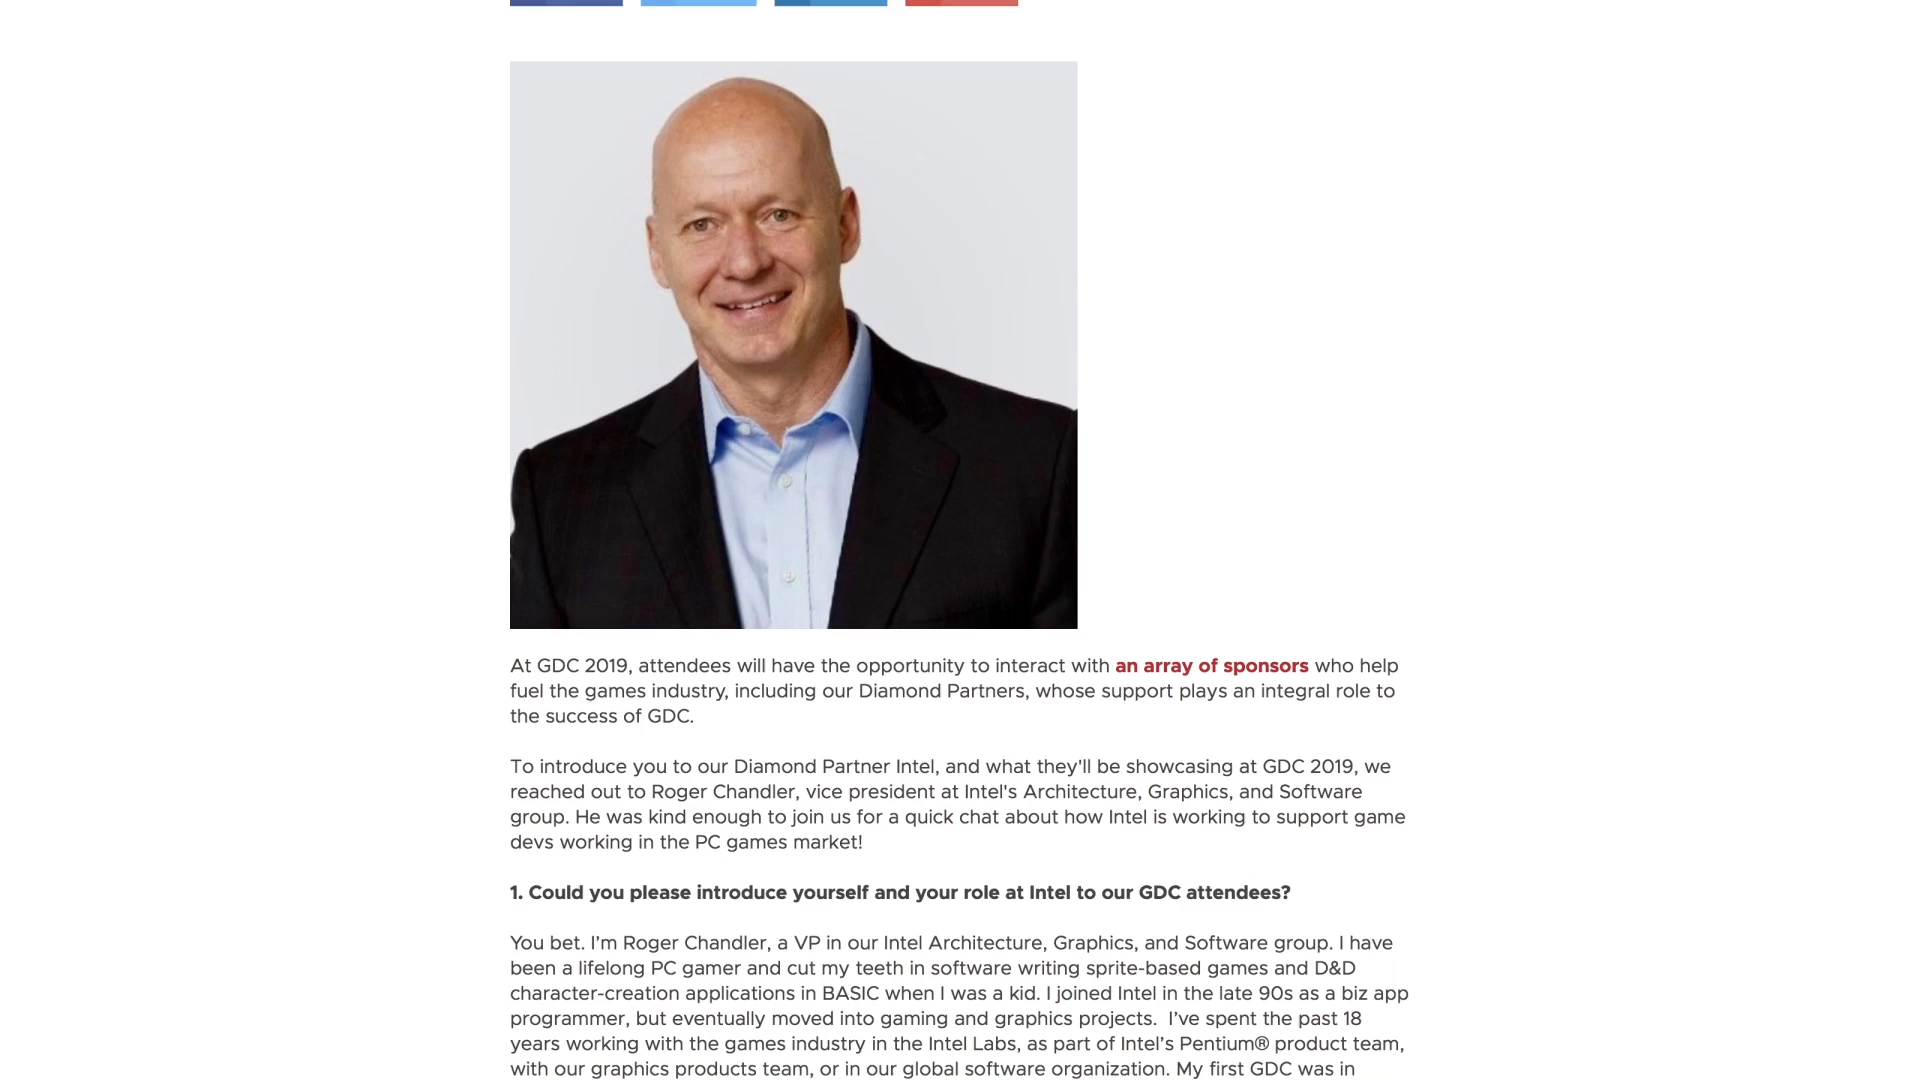 At GDC 2019, attendees will have the opportunity to interact with an array of sponsors who help
fuel the games industry, including our Diamond Partners, whose support plays an integral role to
the success of GDC.
To introduce you to our Diamond Partner Intel, and what they'll be showcasing at GDC 2019, we
reached out to Roger Chandler, vice president at Intel's Architecture, Graphics, and Software
group. He was kind enough to join us for a quick chat about how Intel is working to support game
devs working in the PC games market!
1. Could you please introduce yourself and your role at Intel to our GDC attendees?
You bet. I’m Roger Chandler, a VP in our Intel Architecture, Graphics, and Software group. I have
been a lifelong PC gamer and cut my teeth in software writing sprite-based games and D&D
character-creation applications in BASIC when I was a kid. I joined Intel in the late 90s as a biz app
programmer, but eventually moved into gaming and graphics projects.  I’ve spent the past 18
years working with the games industry in the Intel Labs, as part of Intel’s Pentium® product team,
with our graphics products team, or in our global software organization. My first GDC was in